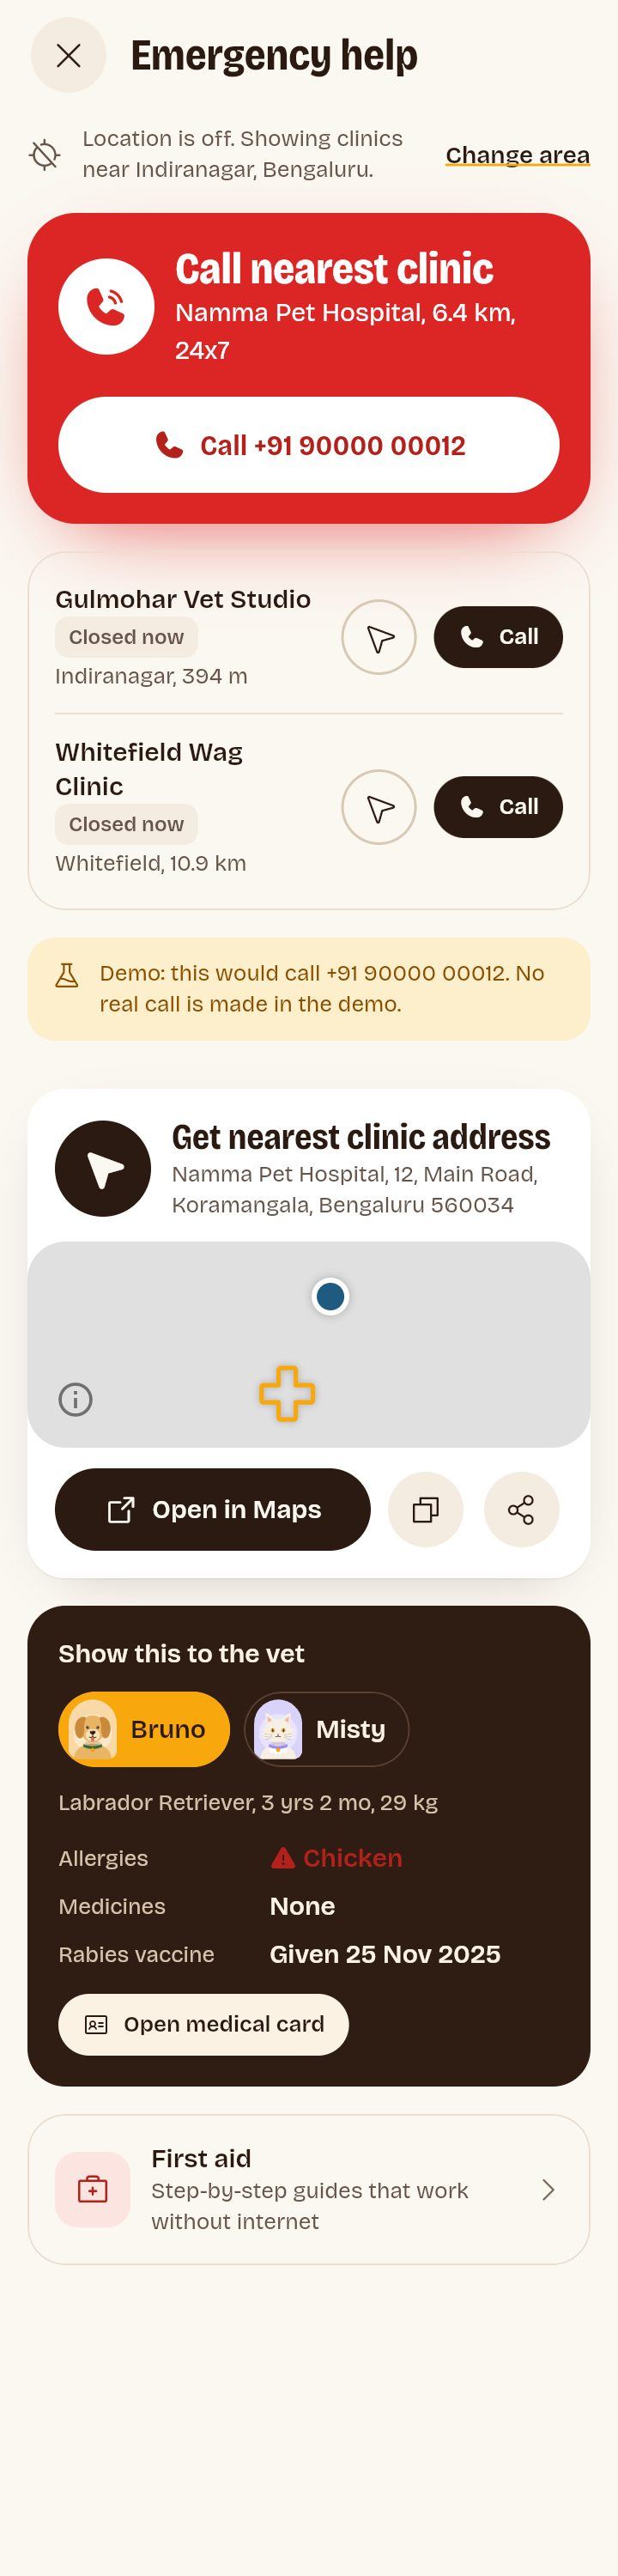 Emergency help
Location is off. Showing clinics
near Indiranagar, Bengaluru.
Change area
Call nearest clinic
Namma Pet Hospital, 6.4 km,
24x7
Call +91 90000 00012
Gulmohar Vet Studio
Closed now
Indiranagar, 394 m
Call
Whitefield Wag
Clinic
Closed now
Whitefield, 10.9 km
Call
Demo: this would call +91 90000 00012. No
real call is made in the demo.
Get nearest clinic address
Namma Pet Hospital, 12, Main Road,
Koramangala, Bengaluru 560034
Open in Maps
Show this to the vet
Bruno
Misty
Labrador Retriever, 3 yrs 2 mo, 29 kg
Allergies
Chicken
Medicines
None
Rabies vaccine
Given 25 Nov 2025
Open medical card
First aid
Step-by-step guides that work
without internet